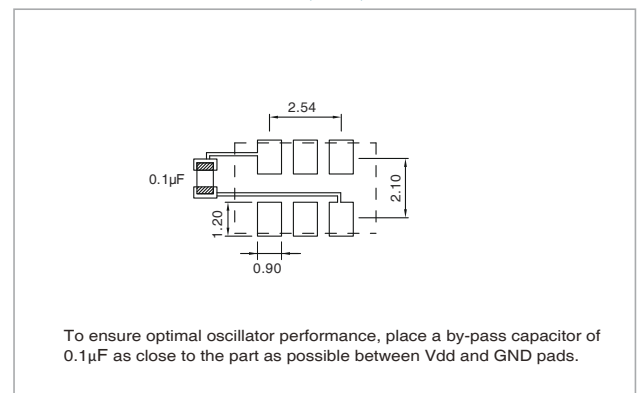 2.54
0.1µF
2.10
1.20
0.90
To ensure optimal oscillator performance, place a by-pass capacitor of
0.1µF as close to the part as possible between Vdd and GND pads.